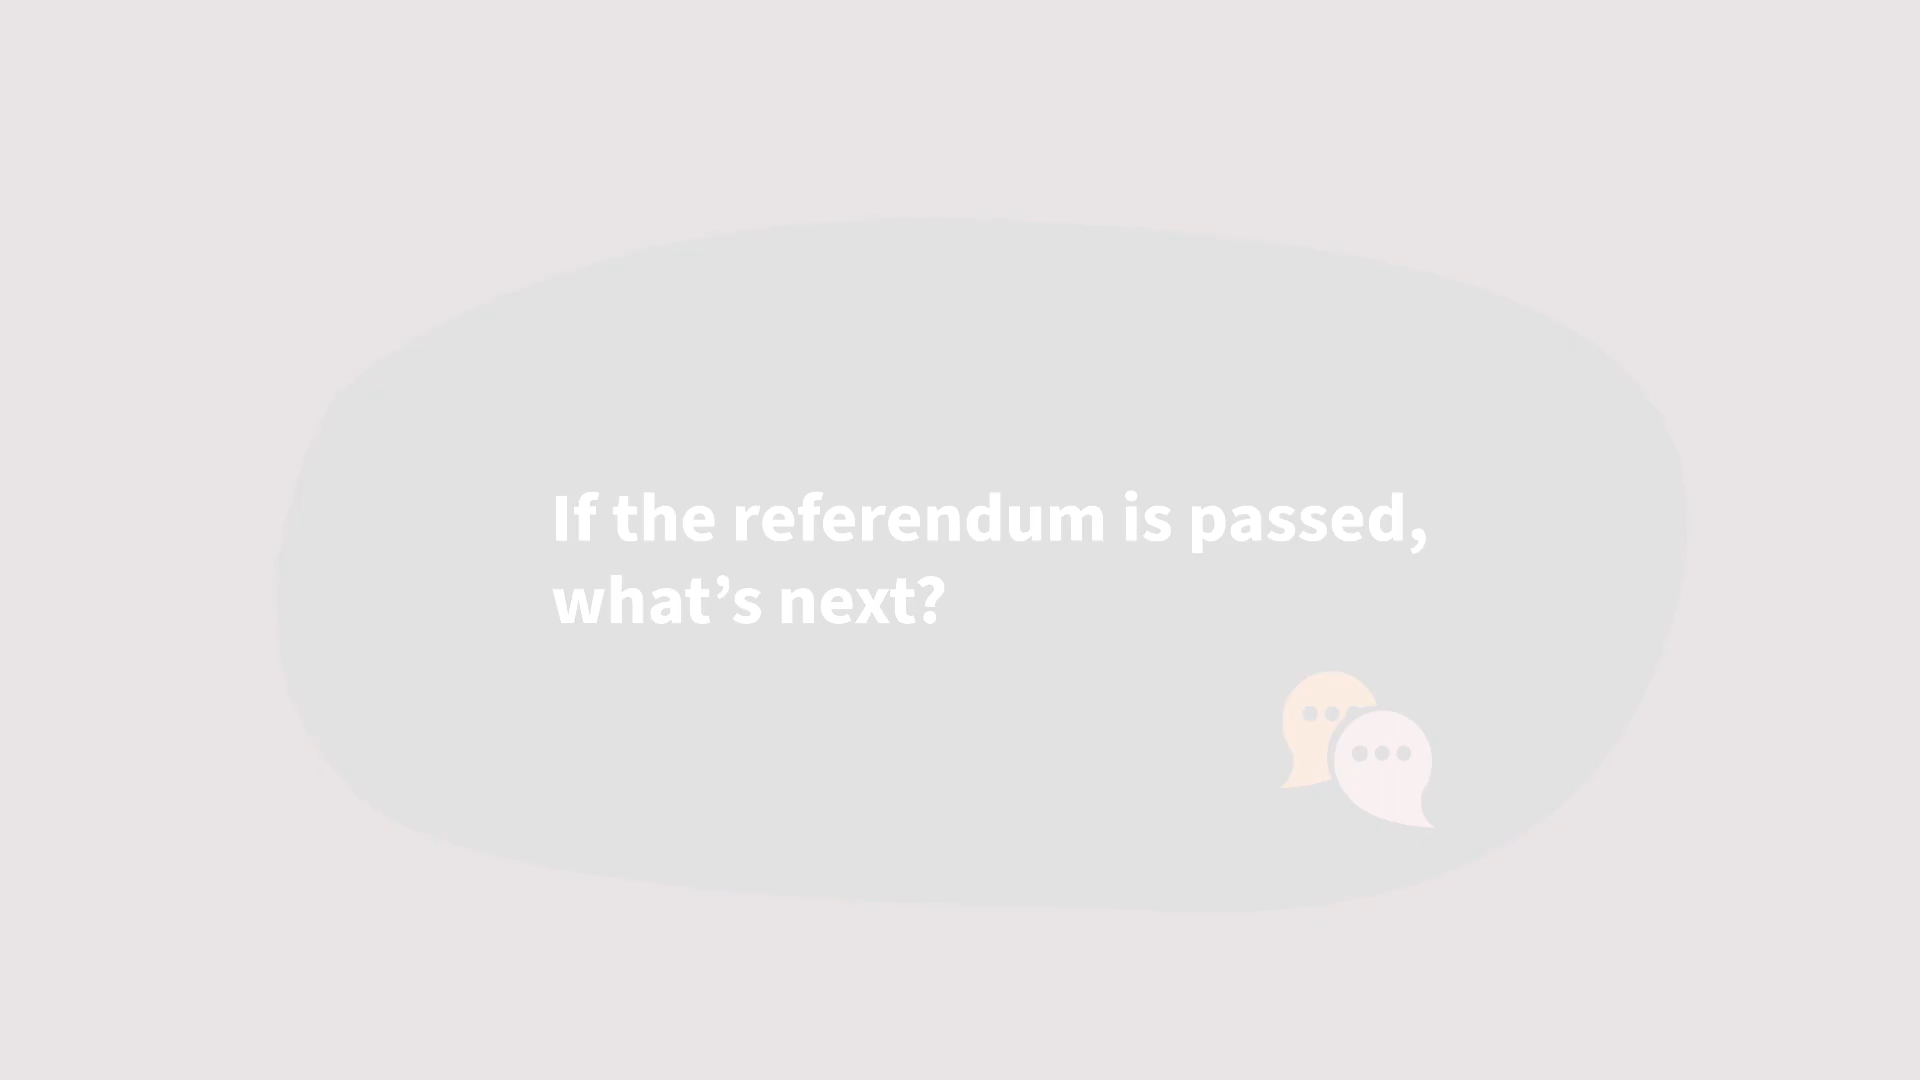 If the referendum is passed,
what’s next?